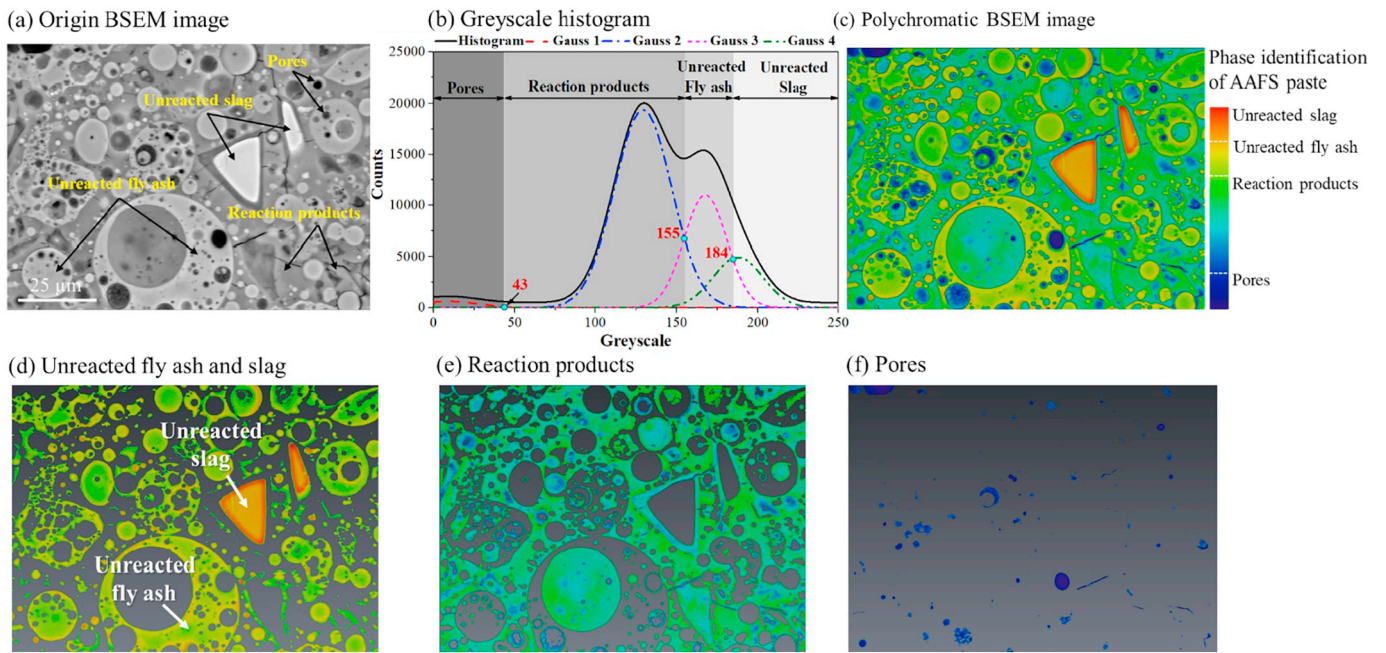 (a) Origin BSEM image
Pores
Unreacted slag
Unreacted fly ash
Reaction products
25 μm
(b) Greyscale histogram
Histogram Gauss 1 Gauss 2 Gauss 3 Gauss 4
25000
20000
15000
10000
5000
0
Counts
Pores
Reaction products
Unreacted
Fly ash
Unreacted
Slag
43
155
184
0 50 100 150 200 250
Greyscale
(c) Polychromatic BSEM image
Phase identification
of AAFS paste
Unreacted slag
Unreacted fly ash
Reaction products
Pores
(d) Unreacted fly ash and slag
Unreacted
slag
Unreacted
fly ash
(e) Reaction products
(f) Pores